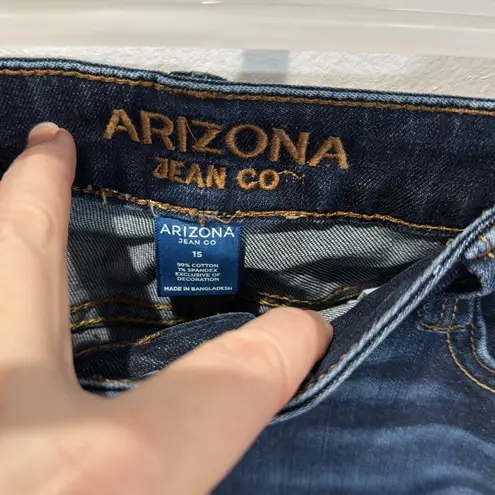 ARIZONA
JEAN CO
ARIZONA
JEAN CO
15
99% COTTON
1% SPANDEX
EXCLUSIVE OF
DECORATION
MADE IN BANGLADESH